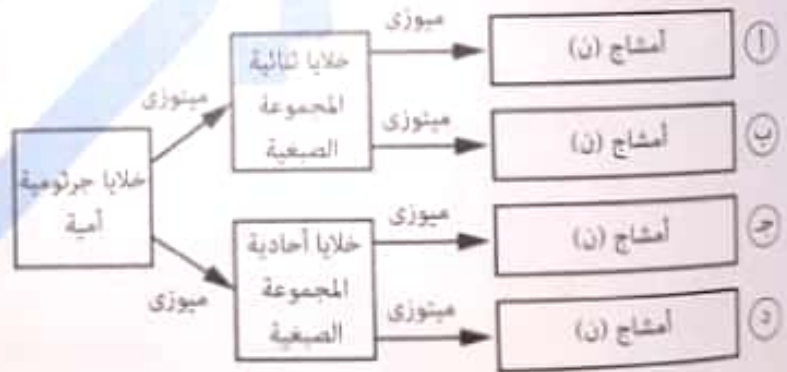 خلايا جرثومية
أمية
ميتوزى
ميوزى
خلايا ثنائية
المجموعة
الصبغية
خلايا أحادية
المجموعة
الصبغية
ميوزى
أمشاج (ن)
أ
ميتوزى
أمشاج (ن)
ب
ميوزى
أمشاج (ن)
جـ
ميتوزى
أمشاج (ن)
د